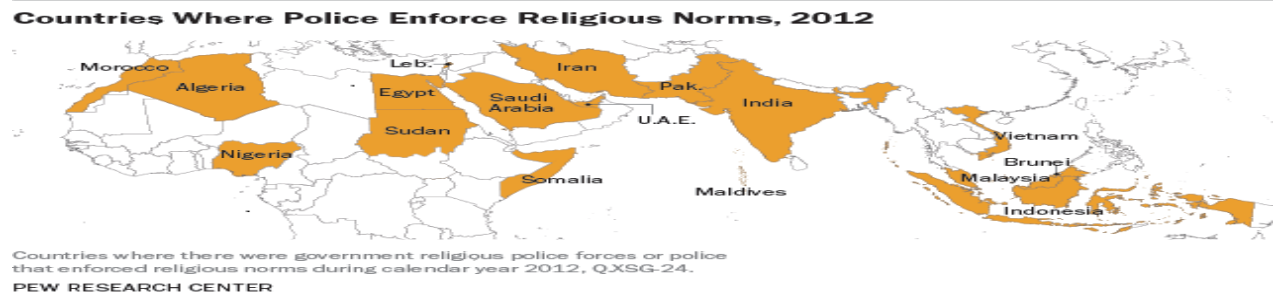 Countries Where Police Enforce Religious Norms, 2012
Morocco
Leb.
Iran
Algeria
Egypt
Saudi
Arabia
Pak.
India
U.A.E.
Sudan
Vietnam
Nigeria
Somalia
Brunei
Malaysia
Maldives
Indonesia
Countries where there were government religious police forces or police
that enforced religious norms during calendar year 2012, QXSG-24.
PEW RESEARCH CENTER